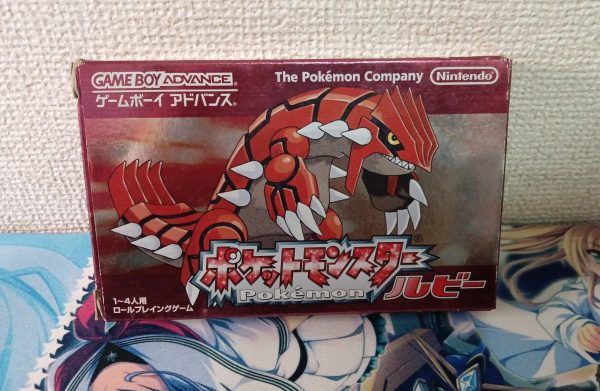 GAME BOY ADVANCE
ゲームボーイ アドバンス®
The Pokémon Company
Nintendo®
ポケットモンスター
Pokémon
ルビー
1~4人用
ロールプレイングゲーム